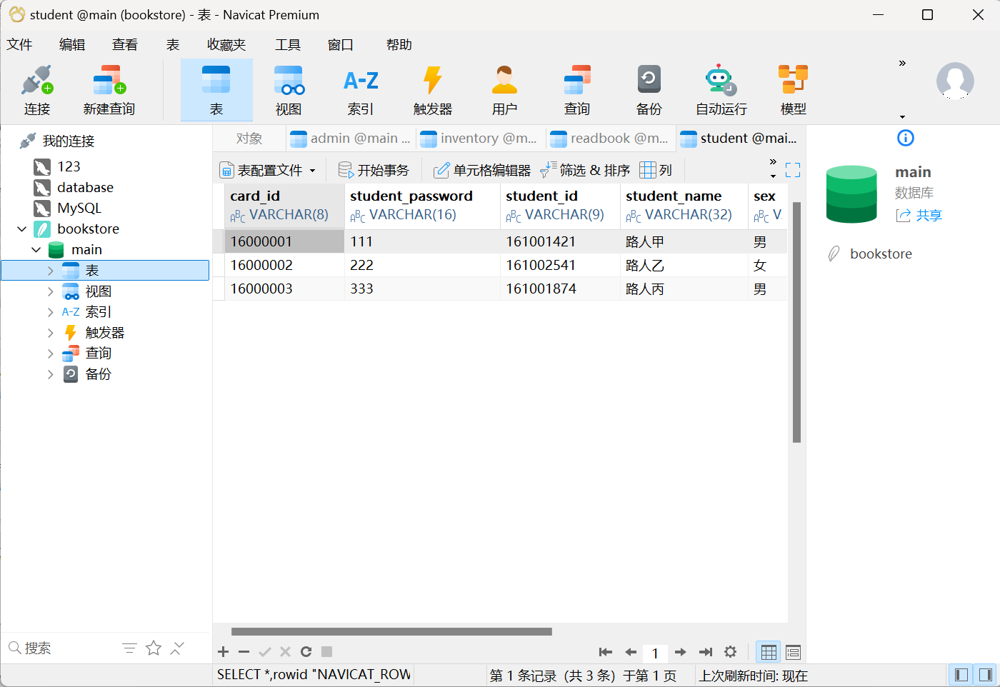 student @main (bookstore) - 表 - Navicat Premium
文件 编辑 查看 表 收藏夹 工具 窗口 帮助
连接 新建查询 表 视图 A-Z 索引 触发器 用户 查询 备份 自动运行 模型
我的连接
123
database
MySQL
bookstore
main
表
视图
A-Z 索引
触发器
查询
备份
搜索
对象 admin @main ... inventory @m... readbook @m... student @mai...
表配置文件 开始事务 单元格编辑器 筛选 & 排序 列
card_id student_password student_id student_name sex
ABC VARCHAR(8) ABC VARCHAR(16) ABC VARCHAR(9) ABC VARCHAR(32) ABC V.
16000001 111 161001421 路人甲 男
16000002 222 161002541 路人乙 女
16000003 333 161001874 路人丙 男
1
SELECT *,rowid "NAVICAT_ROW 第 1 条记录（共 3 条）于第 1 页 上次刷新时间: 现在
main
数据库
共享
bookstore